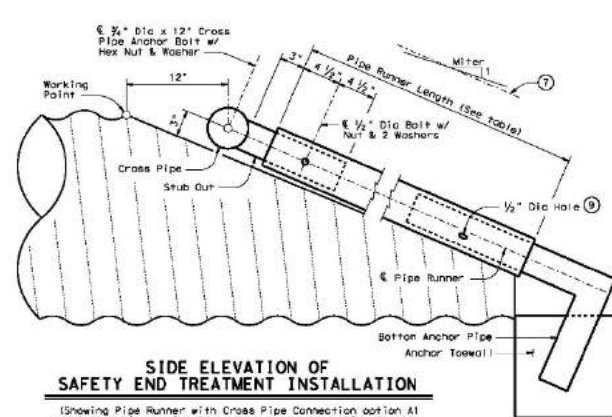 ℄ ¾" Dia x 12" Cross
Pipe Anchor Bolt w/
Hex Nut & Washer
Working
Point
12"
3"
3"
4 ½"
4 ½"
Pipe Runner Length (See table)
Miter
1
7
℄ ½" Dia Bolt w/
Nut & 2 Washers
Cross Pipe
Stub Out
½" Dia Hole 9
℄ Pipe Runner
Bottom Anchor Pipe
Anchor Toewall
SIDE ELEVATION OF
SAFETY END TREATMENT INSTALLATION
(Showing Pipe Runner with Cross Pipe Connection option A)